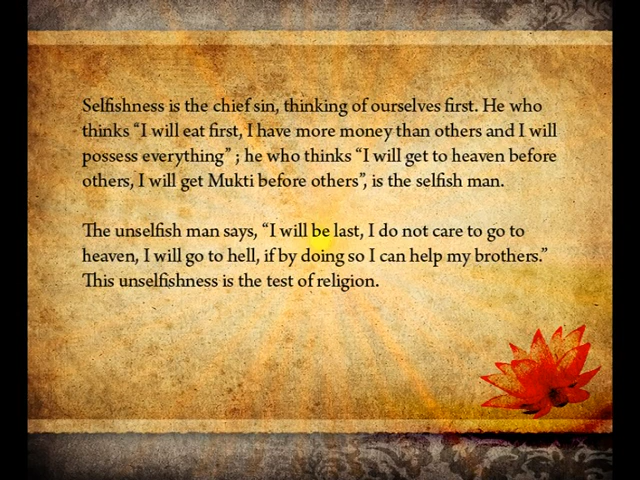 Selfishness is the chief sin, thinking of ourselves first. He who
thinks “I will eat first, I have more money than others and I will
possess everything” ; he who thinks “I will get to heaven before
others, I will get Mukti before others”, is the selfish man.
The unselfish man says, “I will be last, I do not care to go to
heaven, I will go to hell, if by doing so I can help my brothers.”
This unselfishness is the test of religion.